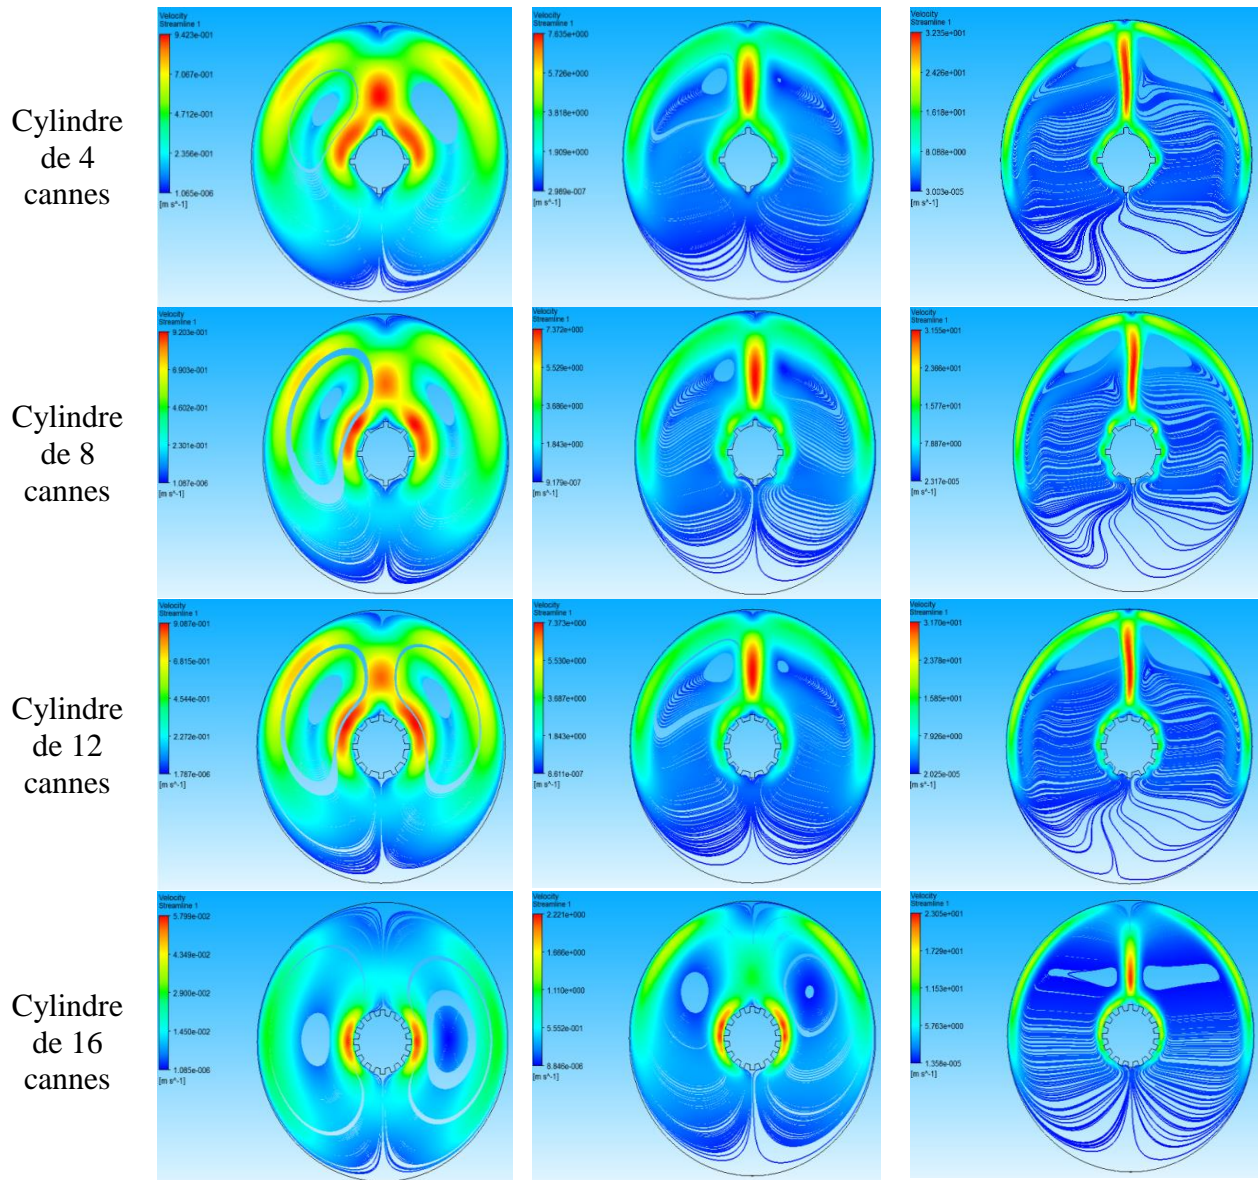 Cylindre
de 4
cannes
Velocity
Streamline 1
9.423e-001
7.067e-001
4.712e-001
2.356e-001
1.065e-006
[m s^-1]
Velocity
Streamline 1
7.635e+000
5.726e+000
3.818e+000
1.909e+000
2.989e-007
[m s^-1]
Velocity
Streamline 1
3.235e+001
2.426e+001
1.618e+001
8.088e+000
3.003e-005
[m s^-1]
Cylindre
de 8
cannes
Velocity
Streamline 1
9.203e-001
6.903e-001
4.602e-001
2.301e-001
1.087e-006
[m s^-1]
Velocity
Streamline 1
7.372e+000
5.529e+000
3.686e+000
1.843e+000
9.179e-007
[m s^-1]
Velocity
Streamline 1
3.155e+001
2.366e+001
1.577e+001
7.887e+000
2.317e-005
[m s^-1]
Cylindre
de 12
cannes
Velocity
Streamline 1
9.087e-001
6.815e-001
4.544e-001
2.272e-001
1.787e-006
[m s^-1]
Velocity
Streamline 1
7.373e+000
5.530e+000
3.687e+000
1.843e+000
8.611e-007
[m s^-1]
Velocity
Streamline 1
3.170e+001
2.378e+001
1.585e+001
7.926e+000
2.025e-005
[m s^-1]
Cylindre
de 16
cannes
Velocity
Streamline 1
5.799e-002
4.349e-002
2.900e-002
1.450e-002
1.085e-006
[m s^-1]
Velocity
Streamline 1
2.221e+000
1.666e+000
1.110e+000
5.552e-001
8.846e-006
[m s^-1]
Velocity
Streamline 1
2.305e+001
1.729e+001
1.153e+001
5.763e+000
1.358e-005
[m s^-1]